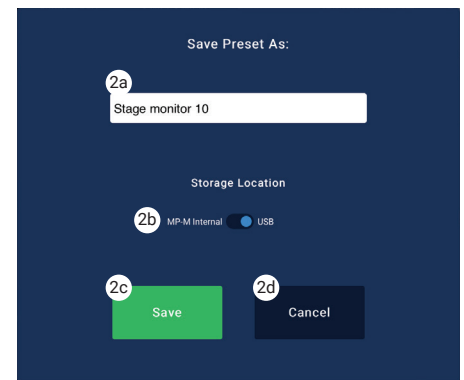 Save Preset As:
2a
Stage monitor 10
Storage Location
2b MP-M Internal USB
2c 2d
Save Cancel